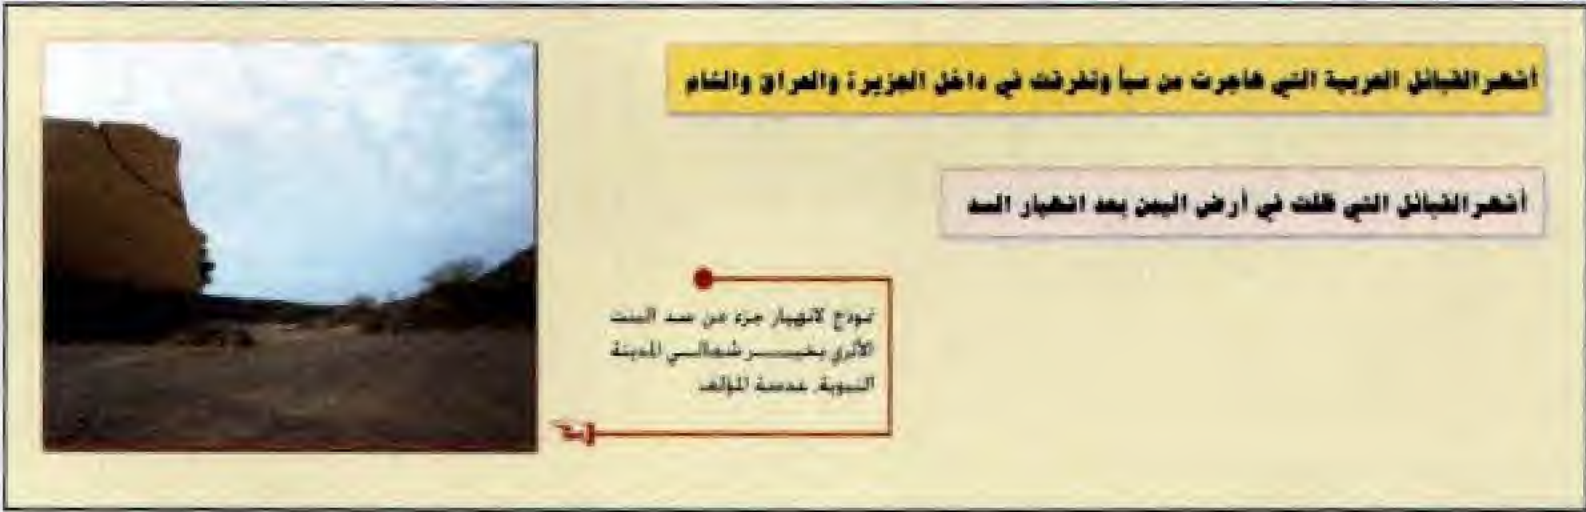 أشهر القبائل العربية التي هاجرت من سبأ وتفرقت في داخل الجزيرة والعراق والشام
أشهر القبائل التي ظلت في أرض اليمن بعد انهيار السد
نموذج لانهيار جزء من سد البنت
الأثري بخيبر شمالي المدينة
النبوية. عدسة المؤلف